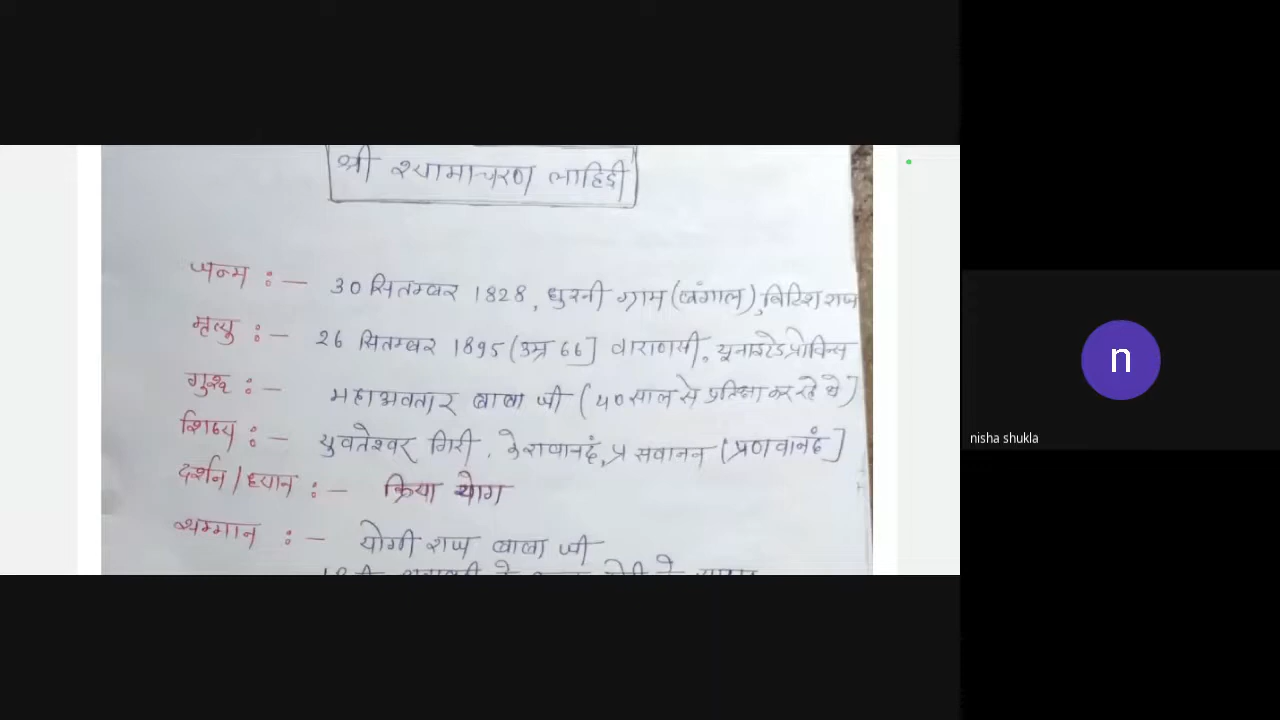 श्री श्यामाचरण लाहिड़ी
जन्म :— 30 सितम्बर 1828, धुरनी ग्राम (बंगाल), ब्रिटिश राज
मृत्यु :— 26 सितम्बर 1895 (उम्र 66] वाराणसी, यूनाइटेड प्रोविन्स
गुरु :— महाअवतार बाबा जी (40 साल से प्रतिक्षा कर रहे थे)
शिष्य :— युक्तेश्वर गिरी, केशवानंद, (प्रणवानंद]
दर्शन/ध्यान :— क्रिया योग
सम्मान :— योगी राज बाबा जी
n
nisha shukla